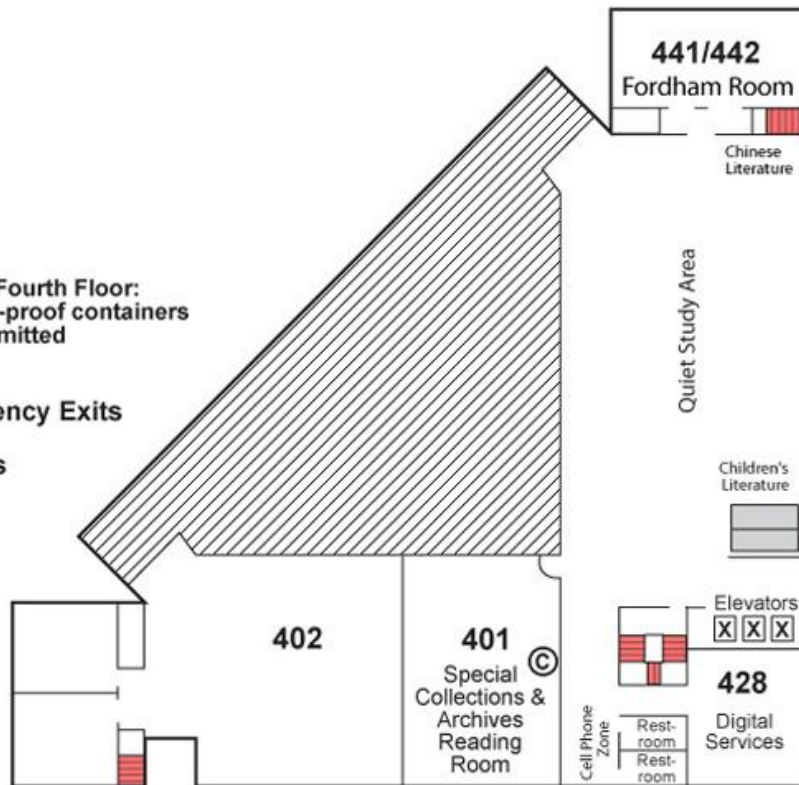 441/442
Fordham Room
Chinese
Literature
Fourth Floor:
-proof containers
mitted
Quiet Study Area
ency Exits
s
Children's
Literature
Elevators
X X X
402
401
C
Special
Collections &
Archives
Reading
Room
428
Digital
Services
Cell Phone
Zone
Rest-
room
Rest-
room